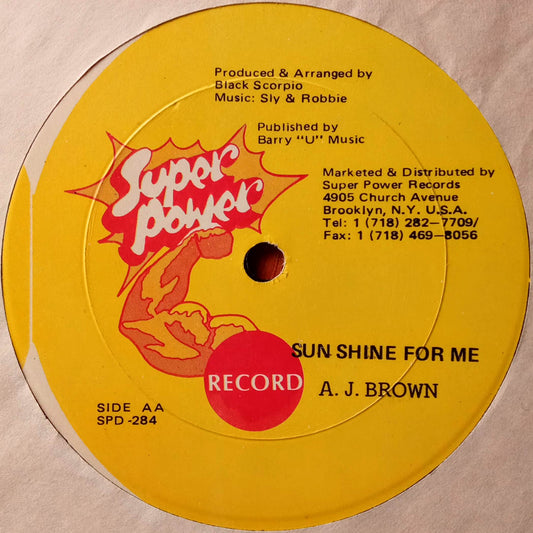 Produced & Arranged by
Black Scorpio
Music: Sly & Robbie
Published by
Barry "U" Music
Marketed & Distributed by
Super Power Records
4905 Church Avenue
Brooklyn, N.Y. U.S.A.
Tel: 1 (718) 282–7709/
Fax: 1 (718) 469–8056
Super
Power
RECORD
SUN SHINE FOR ME
A. J. BROWN
SIDE AA
SPD-284